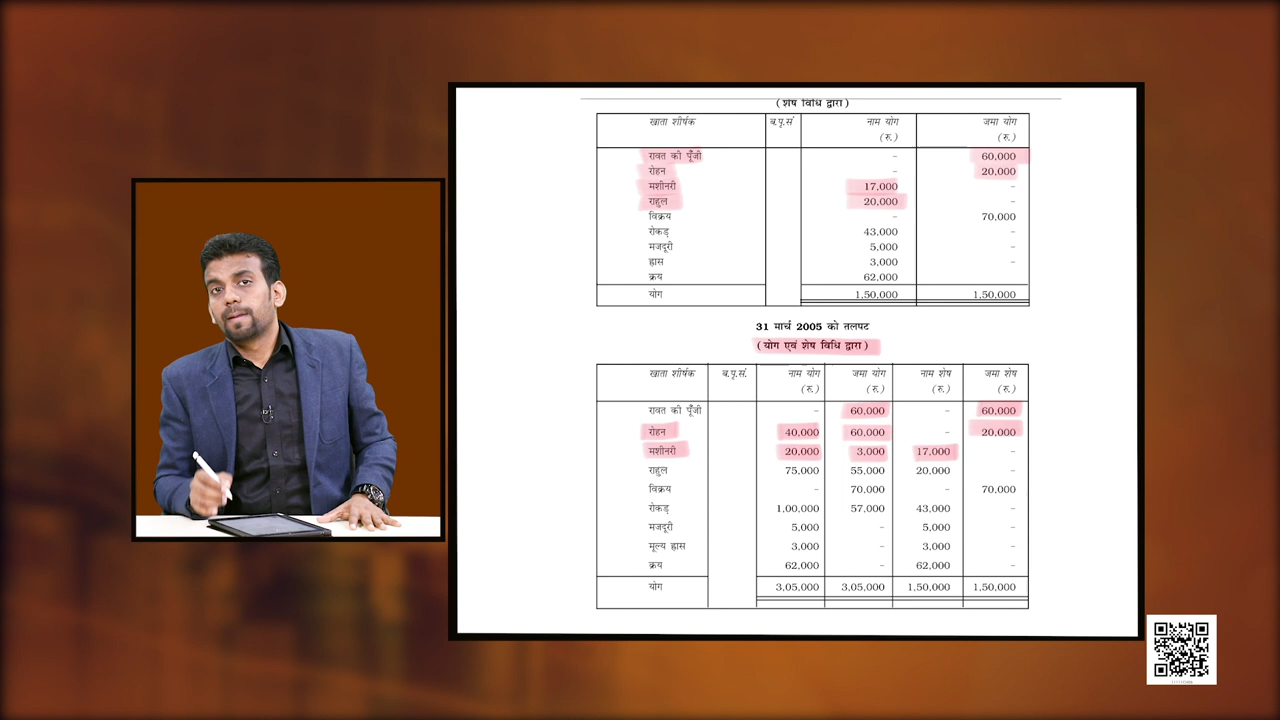 (शेष विधि द्वारा)
खाता शीर्षक ब.पृ.सं नाम योग जमा योग
(रु.) (रु.)
रावत की पूँजी – 60,000
रोहन – 20,000
मशीनरी 17,000 –
राहुल 20,000 –
विक्रय – 70,000
रोकड़ 43,000 –
मजदूरी 5,000 –
ह्रास 3,000 –
क्रय 62,000
योग 1,50,000 1,50,000
31 मार्च 2005 को तलपट
(योग एवं शेष विधि द्वारा)
खाता शीर्षक ब.पृ.सं. नाम योग जमा योग नाम शेष जमा शेष
(रु.) (रु.) (रु.) (रु.)
रावत की पूँजी – 60,000 – 60,000
रोहन 40,000 60,000 – 20,000
मशीनरी 20,000 3,000 17,000 –
राहुल 75,000 55,000 20,000 –
विक्रय – 70,000 – 70,000
रोकड़ 1,00,000 57,000 43,000 –
मजदूरी 5,000 – 5,000 –
मूल्य ह्रास 3,000 – 3,000 –
क्रय 62,000 – 62,000 –
योग 3,05,000 3,05,000 1,50,000 1,50,000